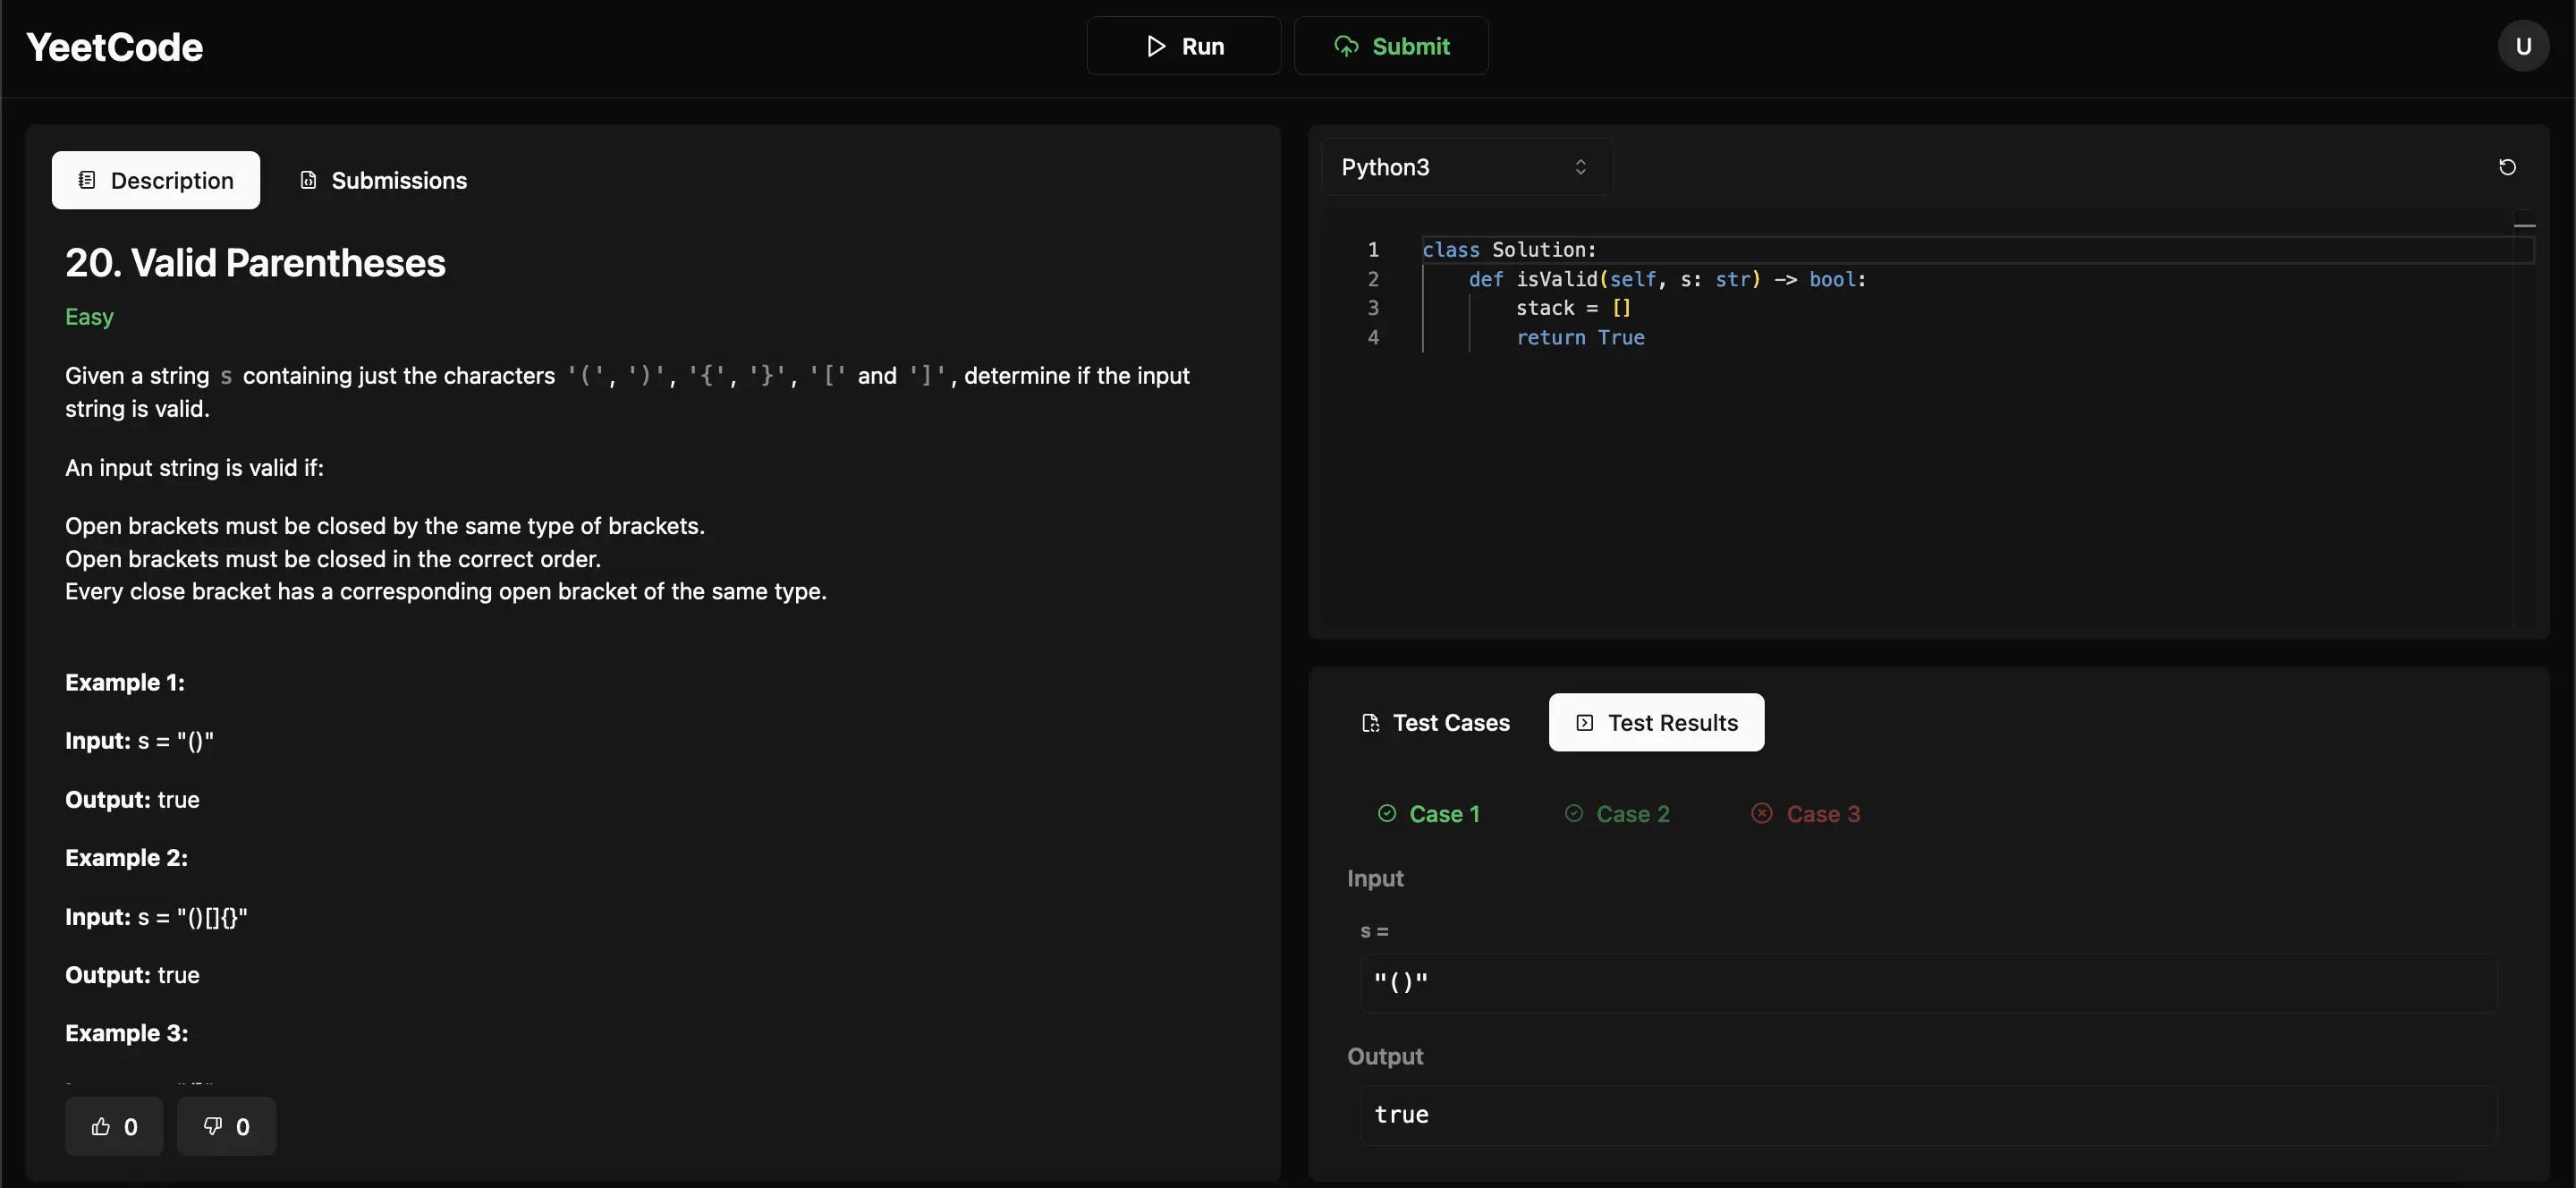 YeetCode
Run
Submit
U
Description
Submissions
20. Valid Parentheses
Easy
Given a string s containing just the characters '(', ')', '{', '}', '[' and ']', determine if the input
string is valid.
An input string is valid if:
Open brackets must be closed by the same type of brackets.
Open brackets must be closed in the correct order.
Every close bracket has a corresponding open bracket of the same type.
Example 1:
Input: s = "()"
Output: true
Example 2:
Input: s = "()[]{}"
Output: true
Example 3:
0
0
Python3
1 class Solution:
2 def isValid(self, s: str) -> bool:
3 stack = []
4 return True
Test Cases
Test Results
Case 1
Case 2
Case 3
Input
s =
"()"
Output
true